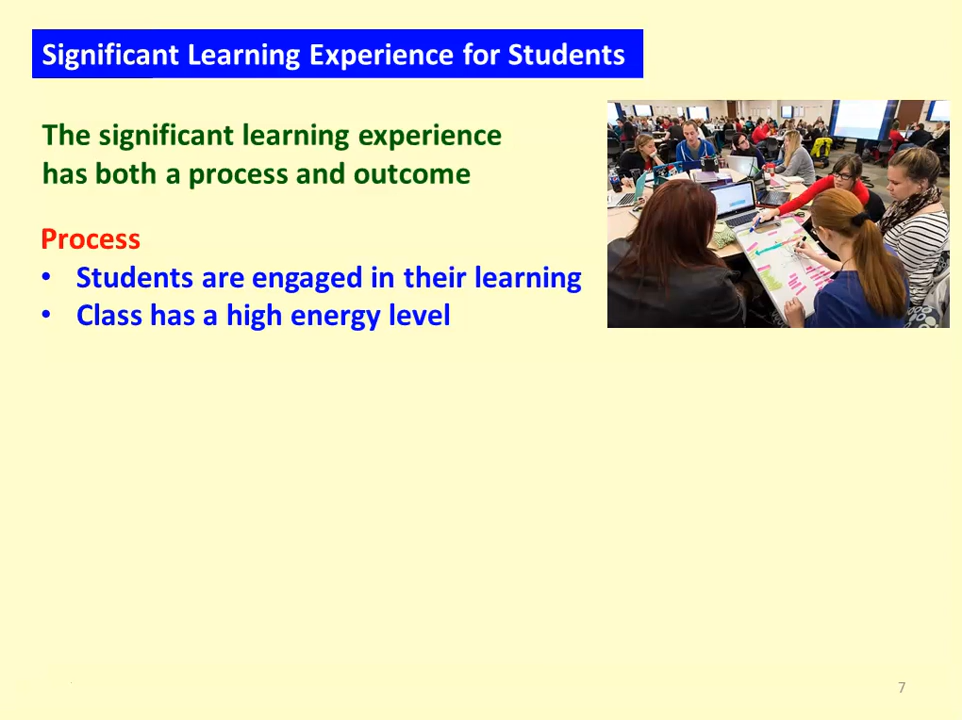 Significant Learning Experience for Students
The significant learning experience
has both a process and outcome
Process
• Students are engaged in their learning
• Class has a high energy level
7